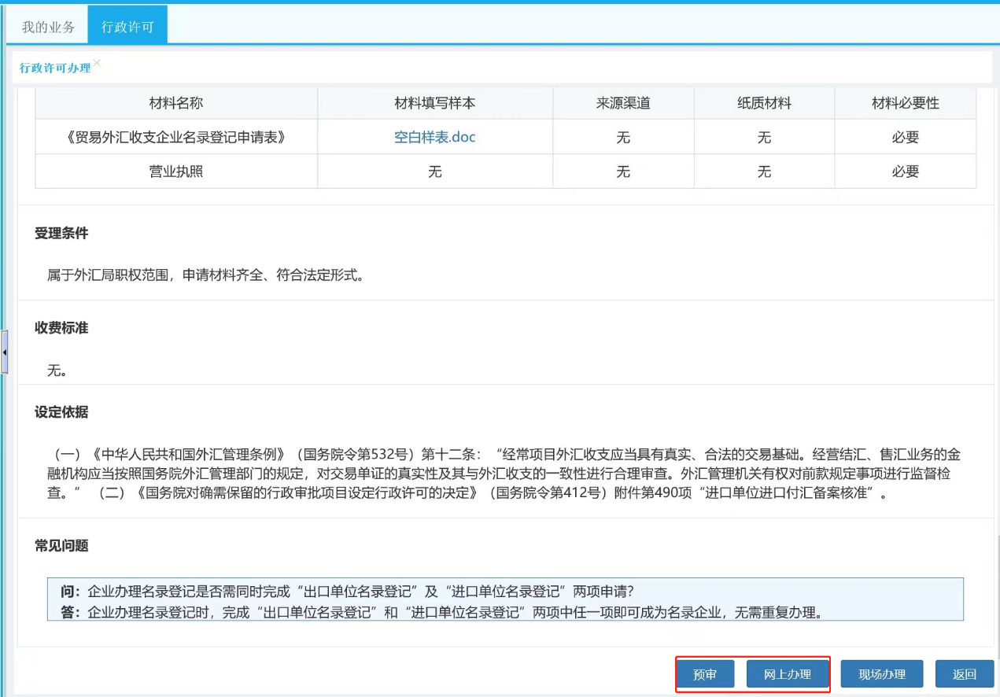 我的业务 行政许可
行政许可办理 ×
材料名称 材料填写样本 来源渠道 纸质材料 材料必要性
《贸易外汇收支企业名录登记申请表》 空白样表.doc 无 无 必要
营业执照 无 无 无 必要
受理条件
属于外汇局职权范围，申请材料齐全、符合法定形式。
收费标准
无。
设定依据
（一）《中华人民共和国外汇管理条例》（国务院令第532号）第十二条：“经常项目外汇收支应当具有真实、合法的交易基础。经营结汇、售汇业务的金
融机构应当按照国务院外汇管理部门的规定，对交易单证的真实性及其与外汇收支的一致性进行合理审查。外汇管理机关有权对前款规定事项进行监督检
查。”（二）《国务院对确需保留的行政审批项目设定行政许可的决定》（国务院令第412号）附件第490项“进口单位进口付汇备案核准”。
常见问题
问：企业办理名录登记是否需同时完成“出口单位名录登记”及“进口单位名录登记”两项申请？
答：企业办理名录登记时，完成“出口单位名录登记”和“进口单位名录登记”两项中任一项即可成为名录企业，无需重复办理。
预审 网上办理 现场办理 返回